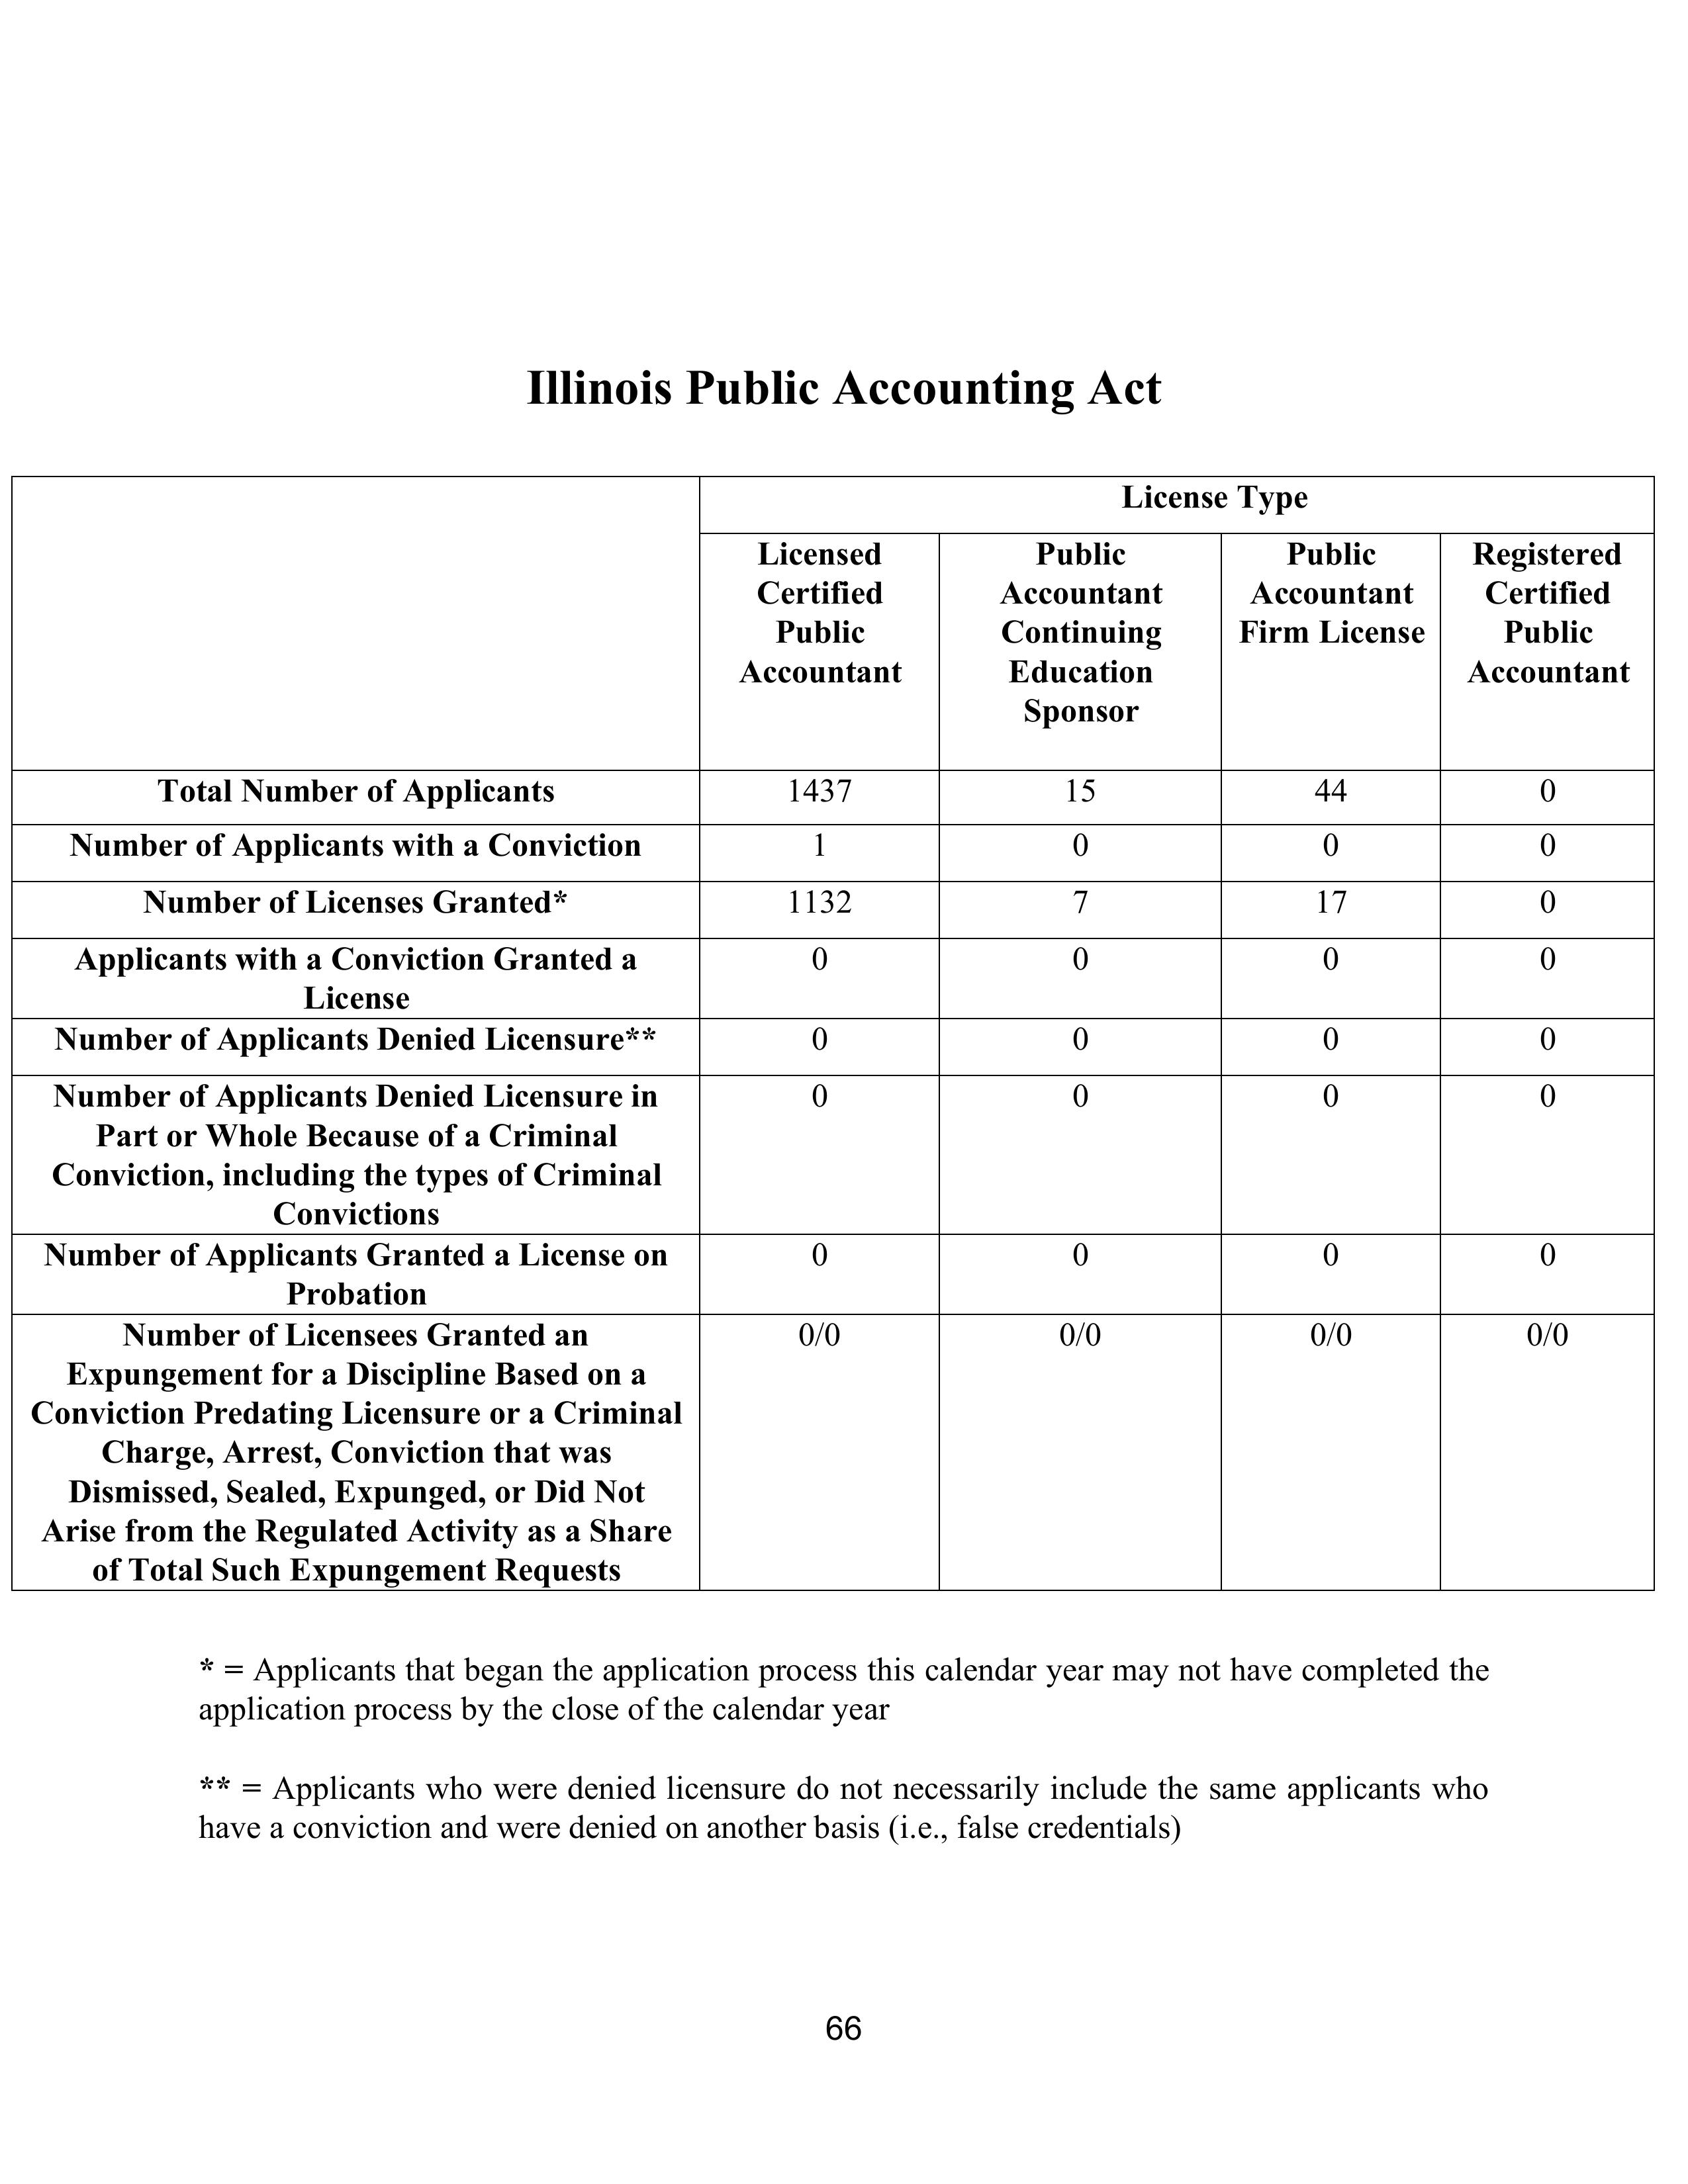 Illinois Public Accounting Act
License Type
Licensed
Certified
Public
Accountant
Public
Accountant
Continuing
Education
Sponsor
Public
Accountant
Firm License
Registered
Certified
Public
Accountant
Total Number of Applicants 1437 15 44 0
Number of Applicants with a Conviction 1 0 0 0
Number of Licenses Granted* 1132 7 17 0
Applicants with a Conviction Granted a 0 0 0 0
License
Number of Applicants Denied Licensure** 0 0 0 0
Number of Applicants Denied Licensure in 0 0 0 0
Part or Whole Because of a Criminal
Conviction, including the types of Criminal
Convictions
Number of Applicants Granted a License on 0 0 0 0
Probation
Number of Licensees Granted an 0/0 0/0 0/0 0/0
Expungement for a Discipline Based on a
Conviction Predating Licensure or a Criminal
Charge, Arrest, Conviction that was
Dismissed, Sealed, Expunged, or Did Not
Arise from the Regulated Activity as a Share
of Total Such Expungement Requests
* = Applicants that began the application process this calendar year may not have completed the
application process by the close of the calendar year
** = Applicants who were denied licensure do not necessarily include the same applicants who
have a conviction and were denied on another basis (i.e., false credentials)
66